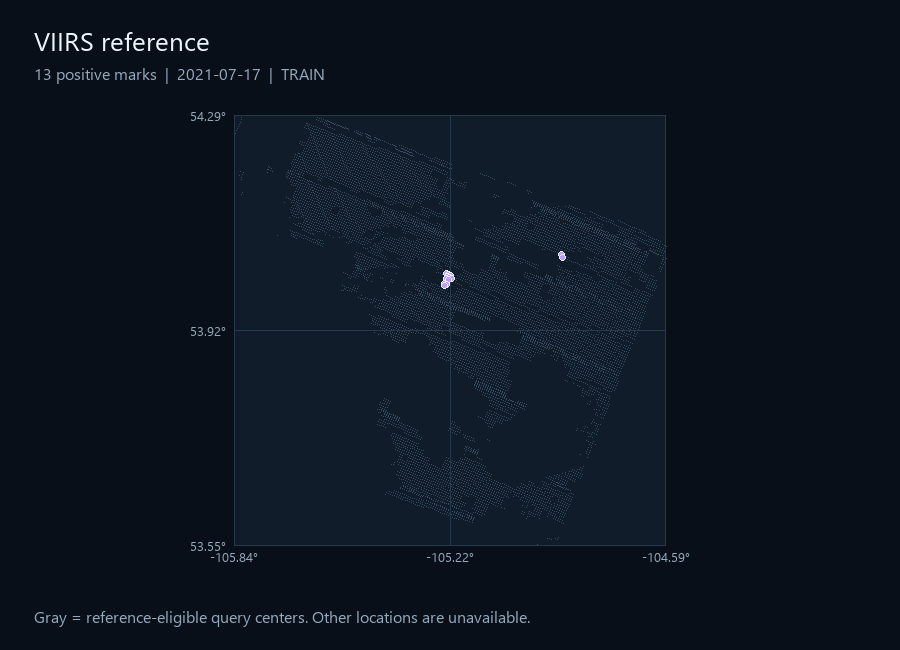 VIIRS reference
13 positive marks | 2021-07-17 | TRAIN
54.29°
53.92°
53.55°
-105.84°
-105.22°
-104.59°
Gray = reference-eligible query centers. Other locations are unavailable.